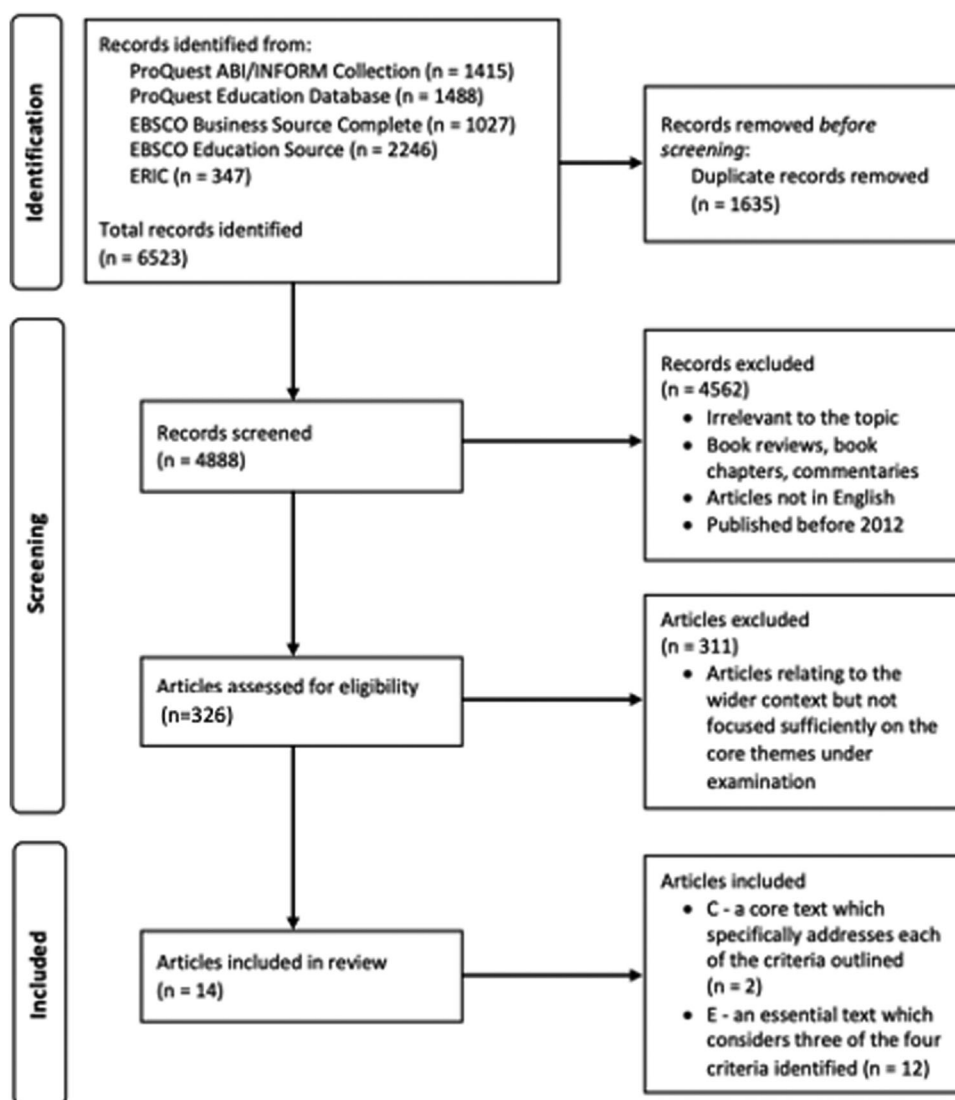 Identification
Records identified from:
ProQuest ABI/INFORM Collection (n = 1415)
ProQuest Education Database (n = 1488)
EBSCO Business Source Complete (n = 1027)
EBSCO Education Source (n = 2246)
ERIC (n = 347)
Total records identified
(n = 6523)
Records removed before
screening:
Duplicate records removed
(n = 1635)
Screening
Records screened
(n = 4888)
Records excluded
(n = 4562)
• Irrelevant to the topic
• Book reviews, book
chapters, commentaries
• Articles not in English
• Published before 2012
Articles assessed for eligibility
(n=326)
Articles excluded
(n = 311)
• Articles relating to the
wider context but not
focused sufficiently on the
core themes under
examination
Included
Articles included in review
(n = 14)
Articles included
• C - a core text which
specifically addresses each
of the criteria outlined
(n = 2)
• E - an essential text which
considers three of the four
criteria identified (n = 12)